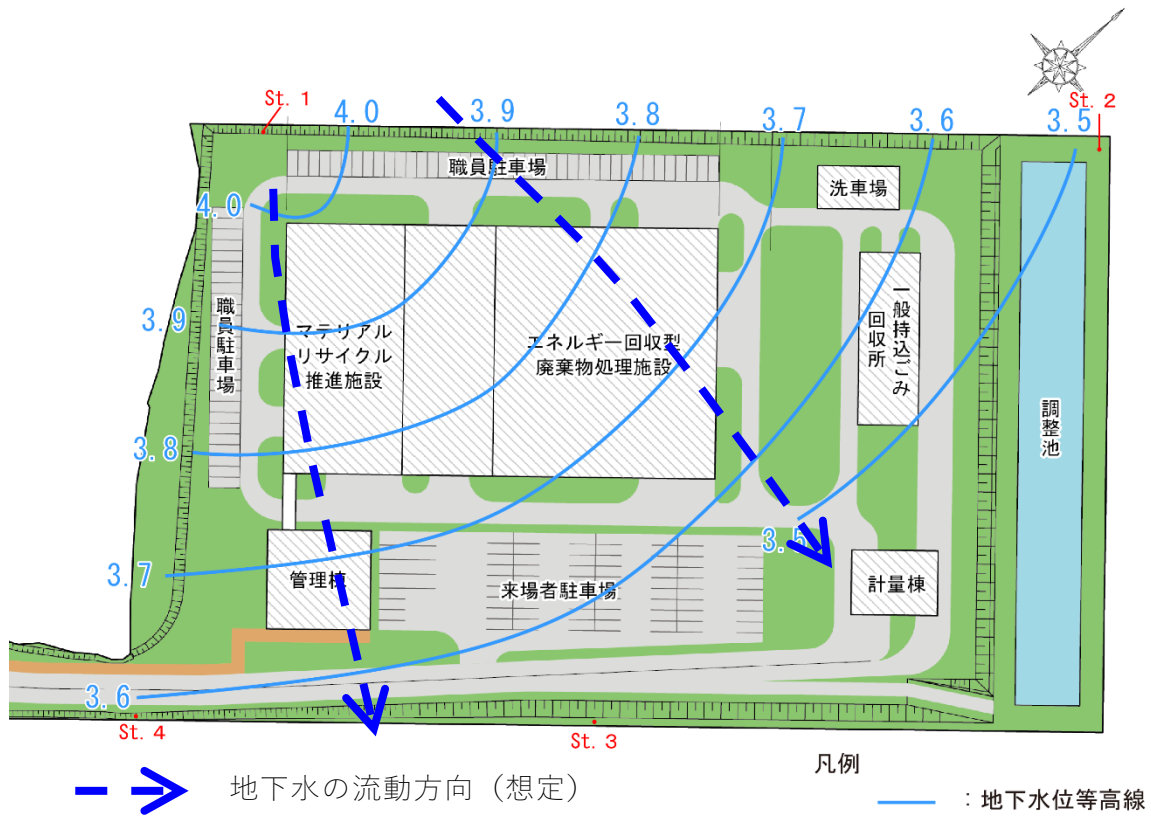 St. 1
4.0
3.9
3.8
3.7
3.6
3.5
St. 2
職員駐車場
洗車場
4.0
3.9
職員駐車場
マテリアル
リサイクル
推進施設
エネルギー回収型
廃棄物処理施設
一般持込ごみ
回収所
調整池
3.8
3.5
3.7
管理棟
来場者駐車場
計量棟
3.6
St. 4
St. 3
凡例
地下水の流動方向（想定）
：地下水位等高線